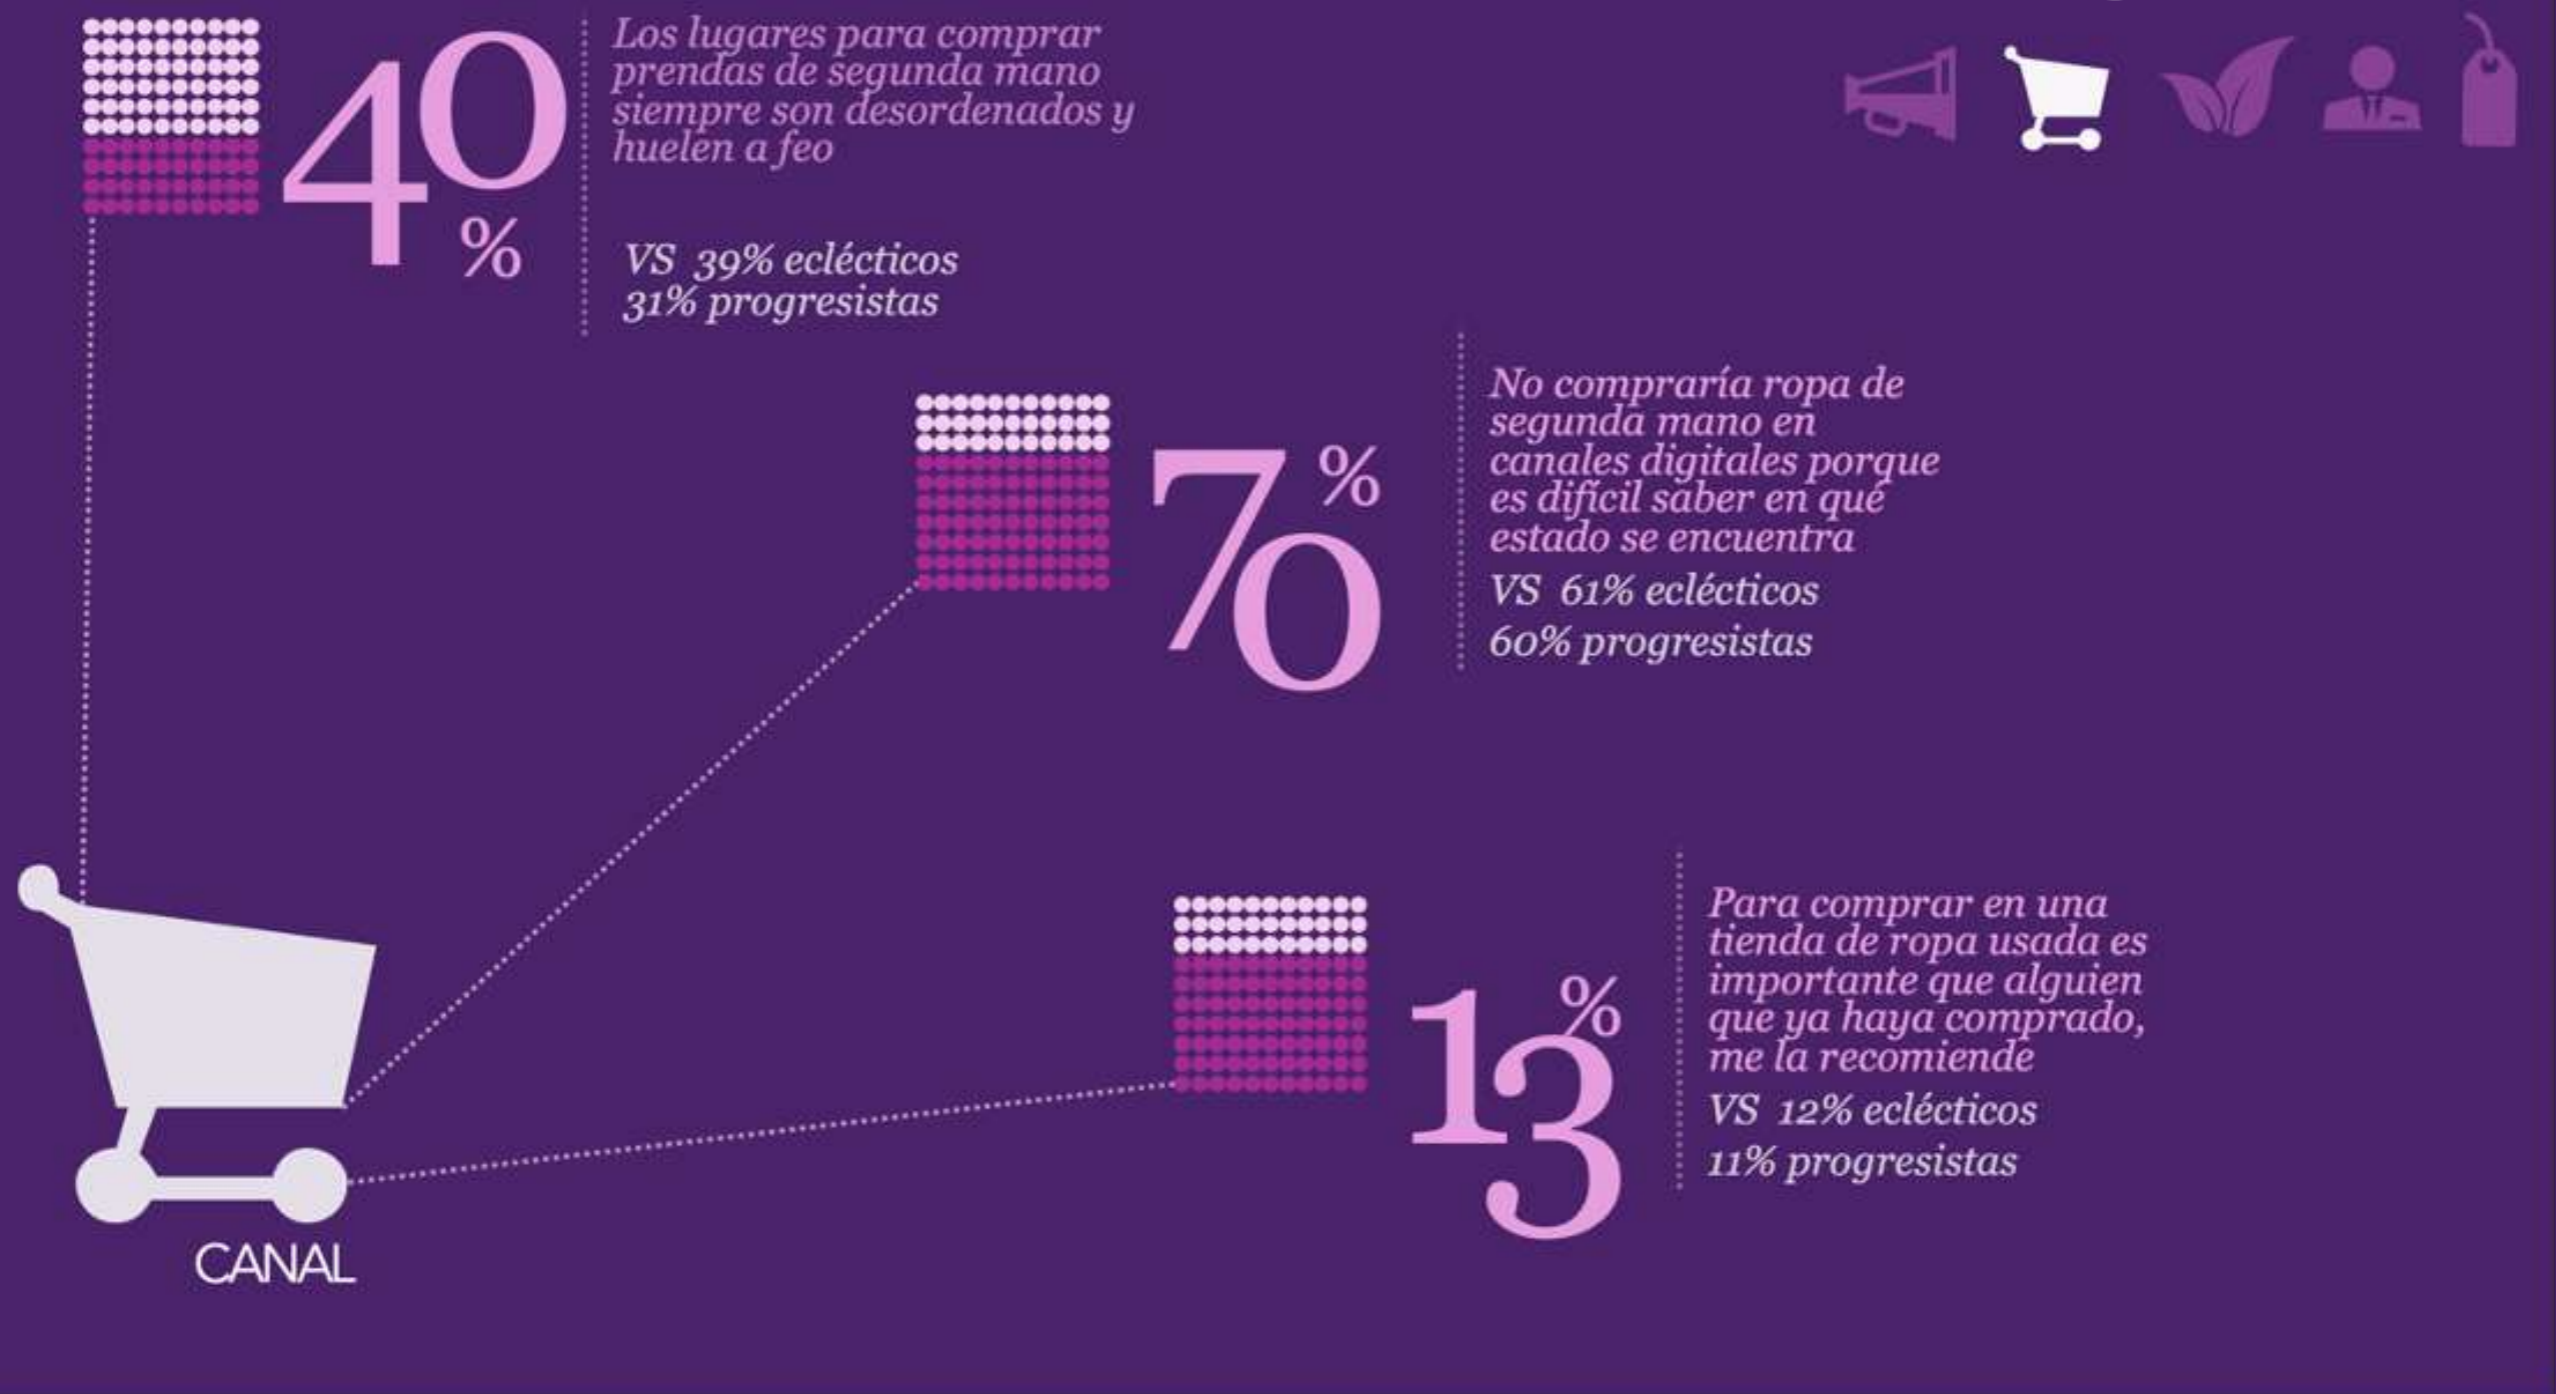 40
%
Los lugares para comprar
prendas de segunda mano
siempre son desordenados y
huelen a feo
VS 39% eclécticos
31% progresistas
70
%
No compraría ropa de
segunda mano en
canales digitales porque
es difícil saber en qué
estado se encuentra
VS 61% eclécticos
60% progresistas
13
%
Para comprar en una
tienda de ropa usada es
importante que alguien
que ya haya comprado,
me la recomiende
VS 12% eclécticos
11% progresistas
CANAL